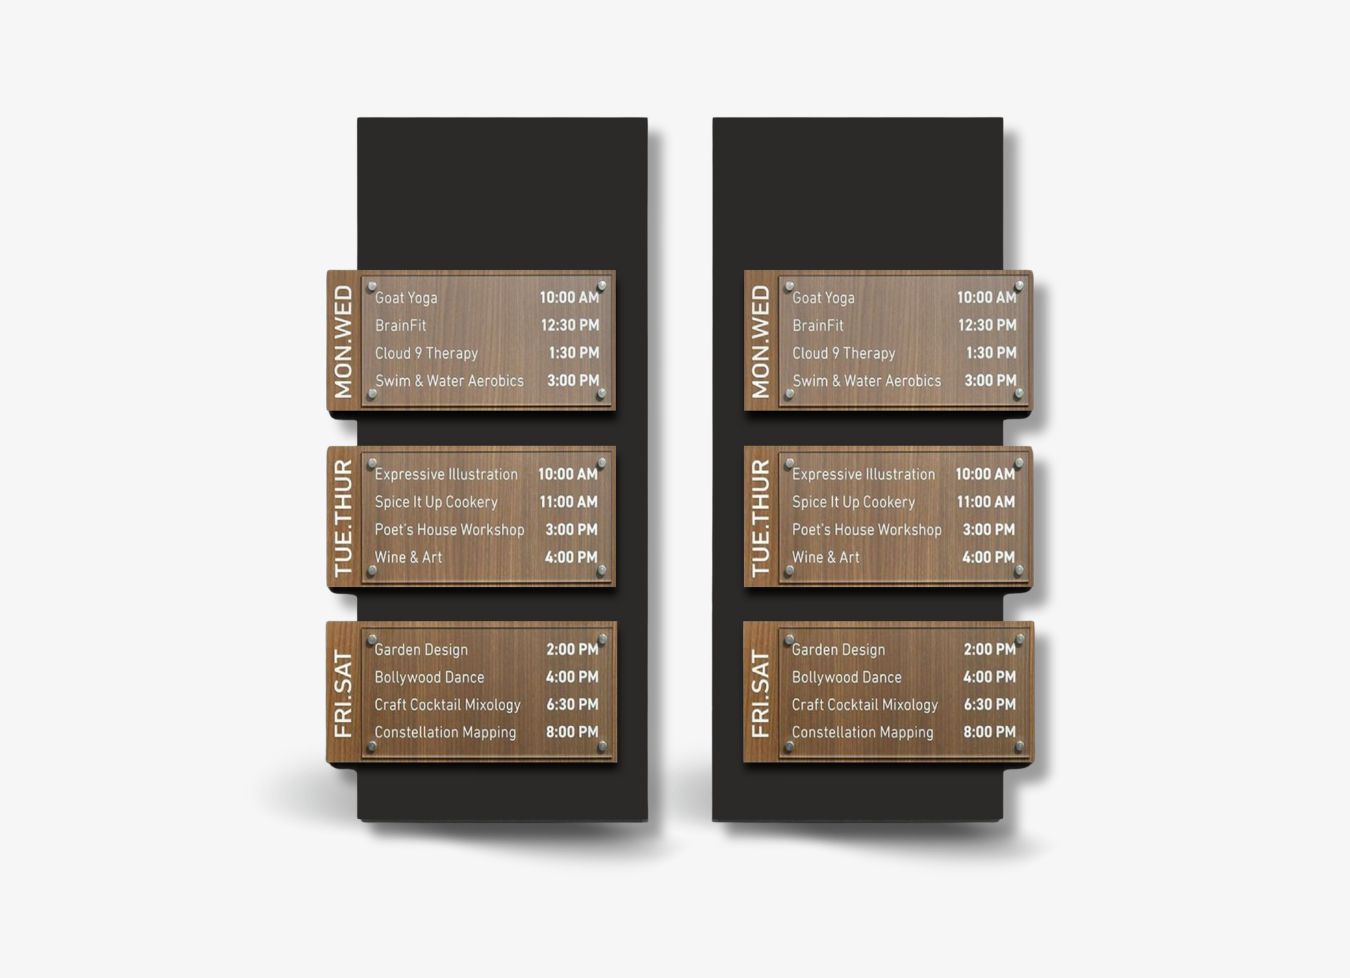 MON.WED
Goat Yoga 10:00 AM
BrainFit 12:30 PM
Cloud 9 Therapy 1:30 PM
Swim & Water Aerobics 3:00 PM
TUE.THUR
Expressive Illustration 10:00 AM
Spice It Up Cookery 11:00 AM
Poet's House Workshop 3:00 PM
Wine & Art 4:00 PM
FRI.SAT
Garden Design 2:00 PM
Bollywood Dance 4:00 PM
Craft Cocktail Mixology 6:30 PM
Constellation Mapping 8:00 PM
MON.WED
Goat Yoga 10:00 AM
BrainFit 12:30 PM
Cloud 9 Therapy 1:30 PM
Swim & Water Aerobics 3:00 PM
TUE.THUR
Expressive Illustration 10:00 AM
Spice It Up Cookery 11:00 AM
Poet's House Workshop 3:00 PM
Wine & Art 4:00 PM
FRI.SAT
Garden Design 2:00 PM
Bollywood Dance 4:00 PM
Craft Cocktail Mixology 6:30 PM
Constellation Mapping 8:00 PM